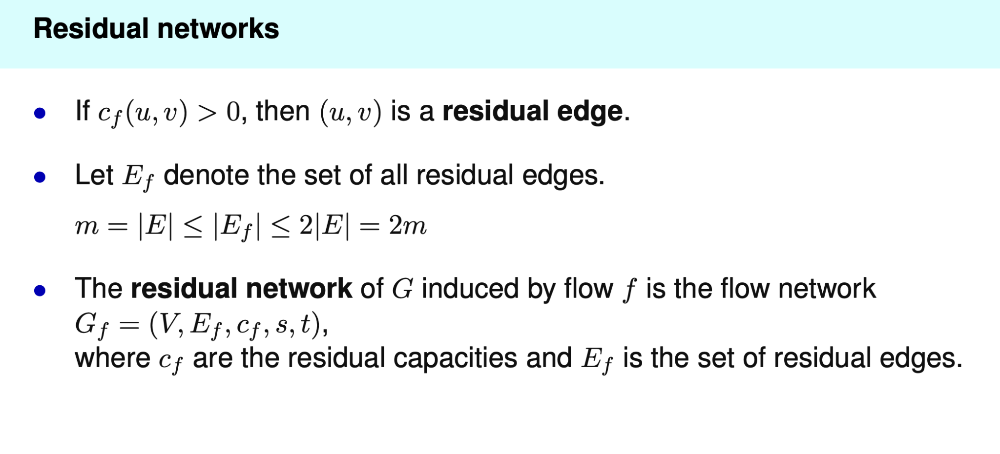 Residual networks
• If c_f(u, v) > 0, then (u, v) is a residual edge.
• Let E_f denote the set of all residual edges.
m = |E| ≤ |E_f| ≤ 2|E| = 2m
• The residual network of G induced by flow f is the flow network
G_f = (V, E_f, c_f, s, t),
where c_f are the residual capacities and E_f is the set of residual edges.